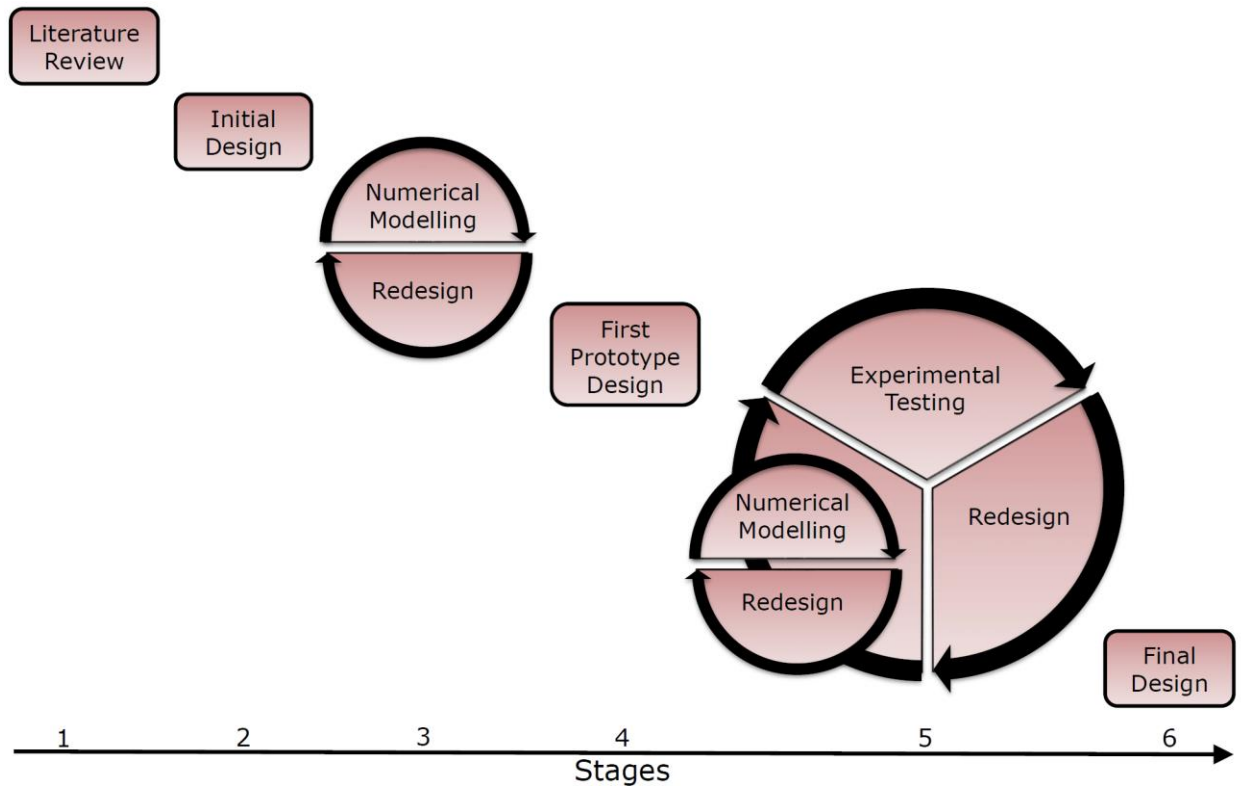 Literature
Review
Initial
Design
Numerical
Modelling
Redesign
First
Prototype
Design
Experimental
Testing
Redesign
Numerical
Modelling
Redesign
Final
Design
1 2 3 4 5 6
Stages